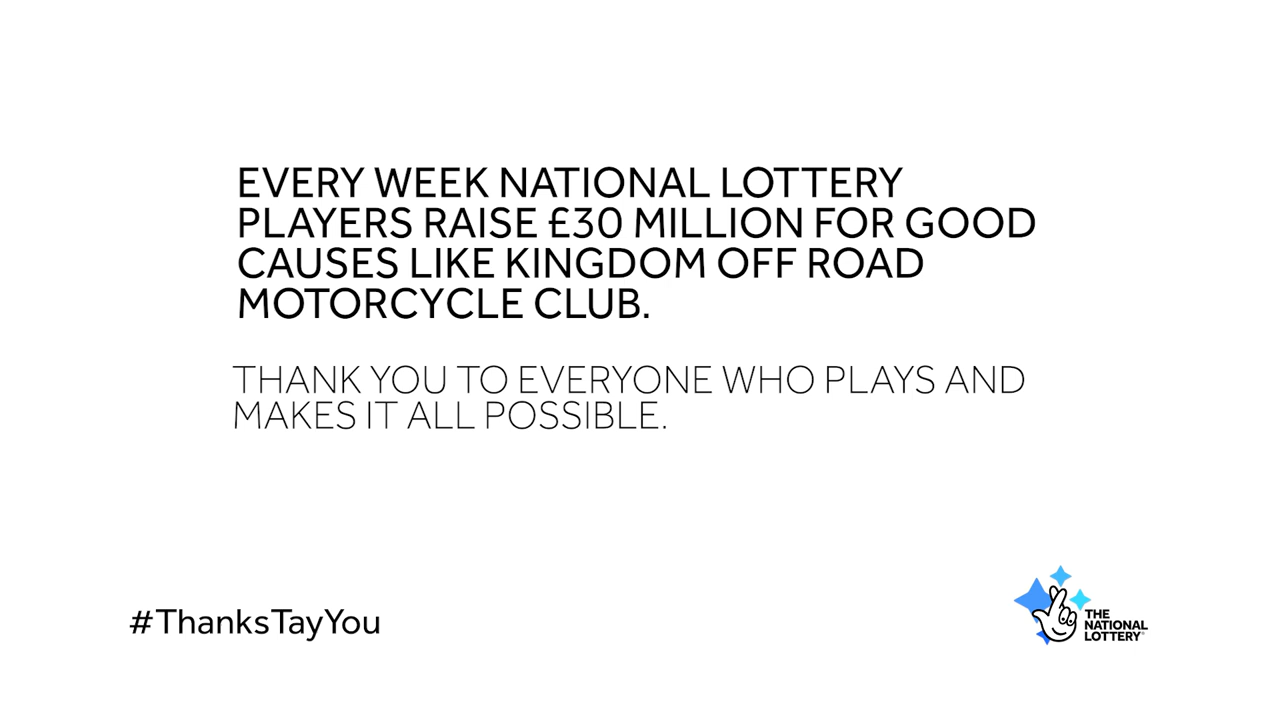 EVERY WEEK NATIONAL LOTTERY
PLAYERS RAISE £30 MILLION FOR GOOD
CAUSES LIKE KINGDOM OFF ROAD
MOTORCYCLE CLUB.
THANK YOU TO EVERYONE WHO PLAYS AND
MAKES IT ALL POSSIBLE.
#ThanksTayYou
THE
NATIONAL
LOTTERY®